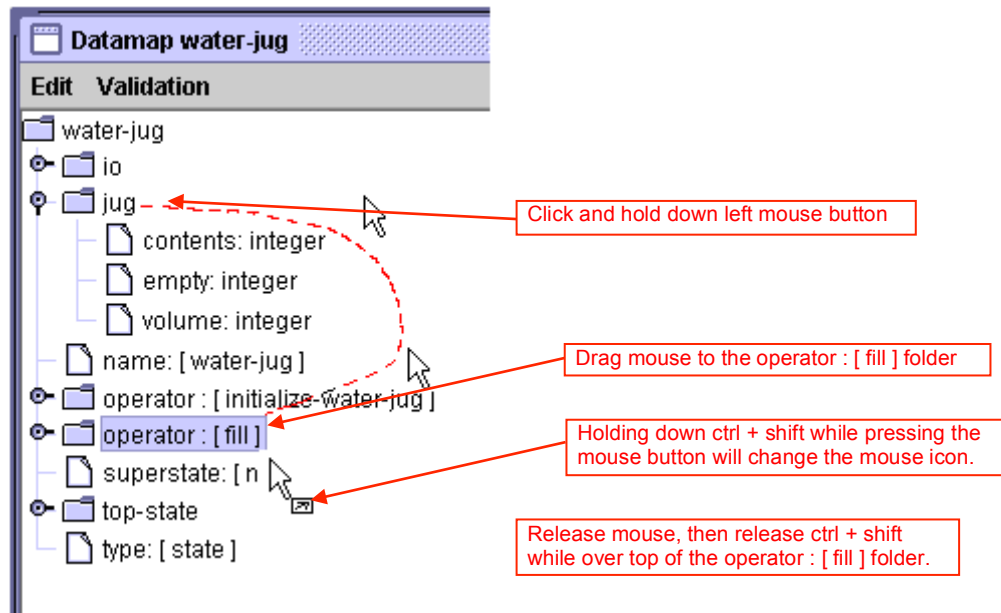 Datamap water-jug
Edit Validation
water-jug
io
jug
Click and hold down left mouse button
contents: integer
empty: integer
volume: integer
name: [ water-jug ]
Drag mouse to the operator : [ fill ] folder
operator : [ initialize-water-jug ]
operator : [ fill ]
Holding down ctrl + shift while pressing the
mouse button will change the mouse icon.
superstate: [ n
top-state
Release mouse, then release ctrl + shift
while over top of the operator : [ fill ] folder.
type: [ state ]